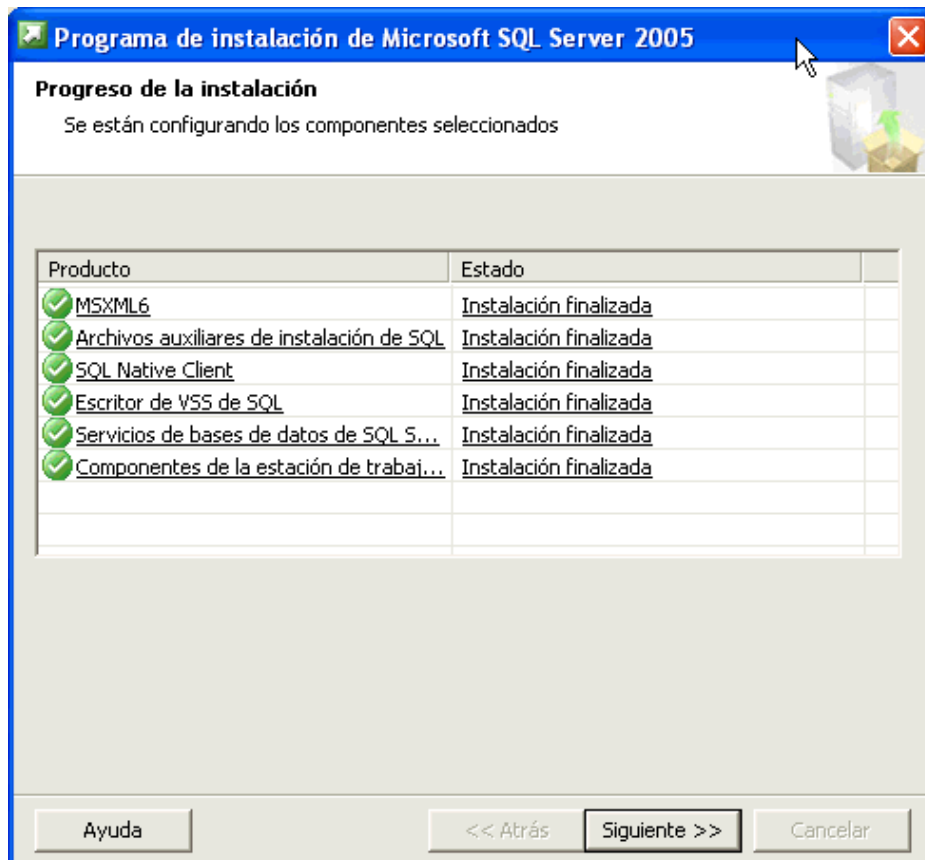 Programa de instalación de Microsoft SQL Server 2005
Progreso de la instalación
Se están configurando los componentes seleccionados
Producto Estado
MSXML6 Instalación finalizada
Archivos auxiliares de instalación de SQL Instalación finalizada
SQL Native Client Instalación finalizada
Escritor de VSS de SQL Instalación finalizada
Servicios de bases de datos de SQL S... Instalación finalizada
Componentes de la estación de trabaj... Instalación finalizada
Ayuda << Atrás Siguiente >> Cancelar